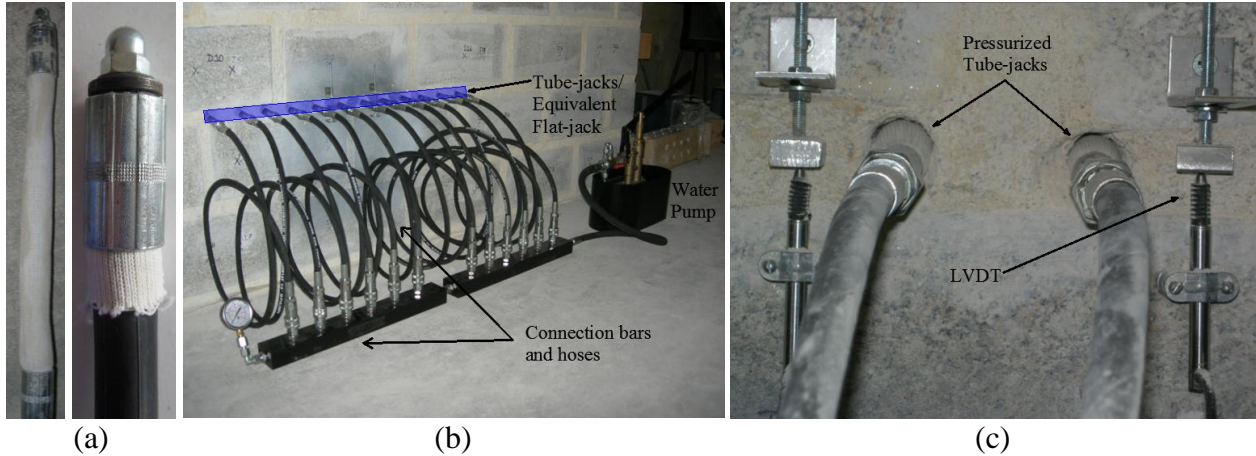 Tube-jacks/
Equivalent
Flat-jack
Water
Pump
Connection bars
and hoses
Pressurized
Tube-jacks
LVDT
(a)
(b)
(c)